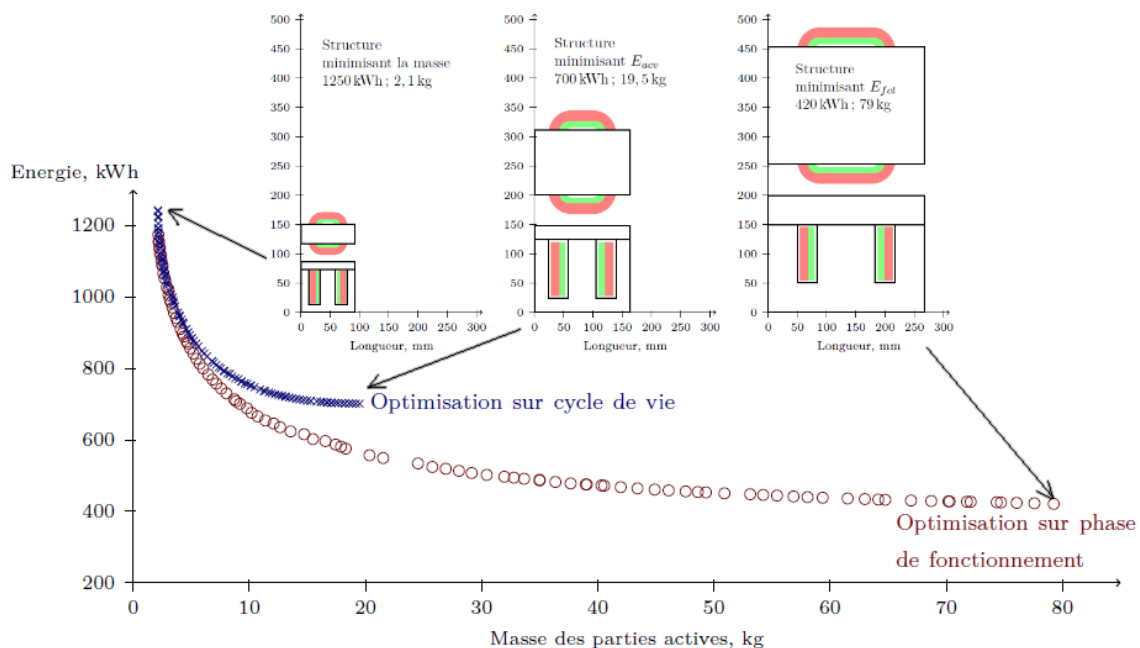 500
450
400
350
300
250
200
150
100
50
0
Structure
minimisant la masse
1250 kWh ; 2,1 kg
0 50 100 150 200 250 300
Longueur, mm
500
450
400
350
300
250
200
150
100
50
0
Structure
minimisant E_acv
700 kWh ; 19,5 kg
0 50 100 150 200 250 300
Longueur, mm
500
450
400
350
300
250
200
150
100
50
0
Structure
minimisant E_fct
420 kWh ; 79 kg
0 50 100 150 200 250 300
Longueur, mm
Energie, kWh
1200
1000
800
600
400
200
Optimisation sur cycle de vie
Optimisation sur phase
de fonctionnement
0 10 20 30 40 50 60 70 80
Masse des parties actives, kg